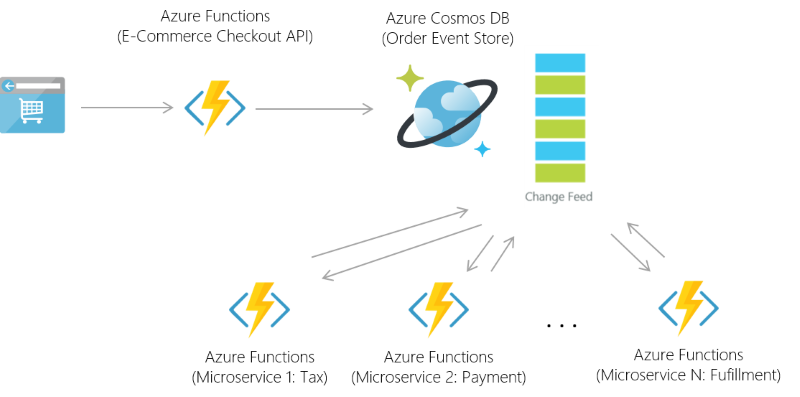 Azure Functions
(E-Commerce Checkout API)
Azure Cosmos DB
(Order Event Store)
Change Feed
Azure Functions
(Microservice 1: Tax)
Azure Functions
(Microservice 2: Payment)
. . .
Azure Functions
(Microservice N: Fufillment)